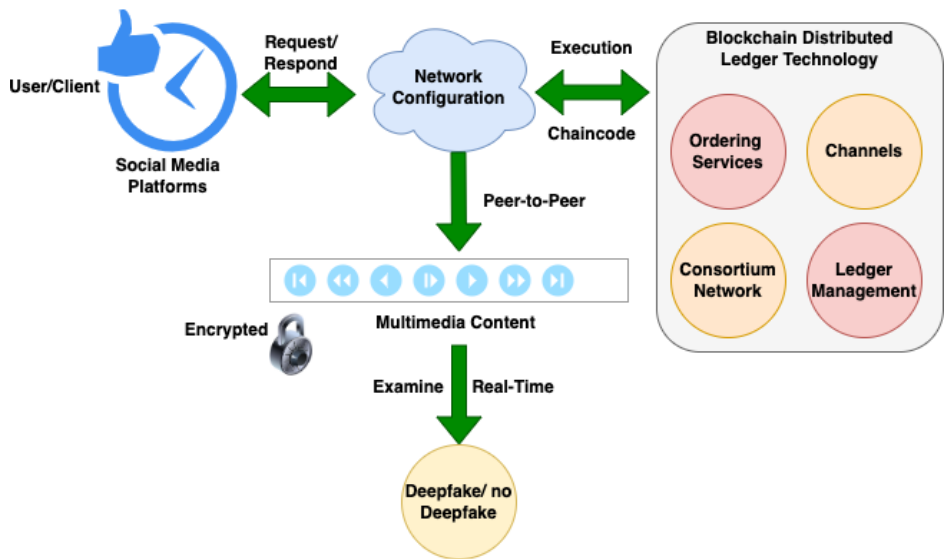 User/Client
Social Media
Platforms
Request/
Respond
Network
Configuration
Execution
Chaincode
Blockchain Distributed
Ledger Technology
Ordering
Services
Channels
Consortium
Network
Ledger
Management
Peer-to-Peer
Multimedia Content
Encrypted
Examine
Real-Time
Deepfake/ no
Deepfake